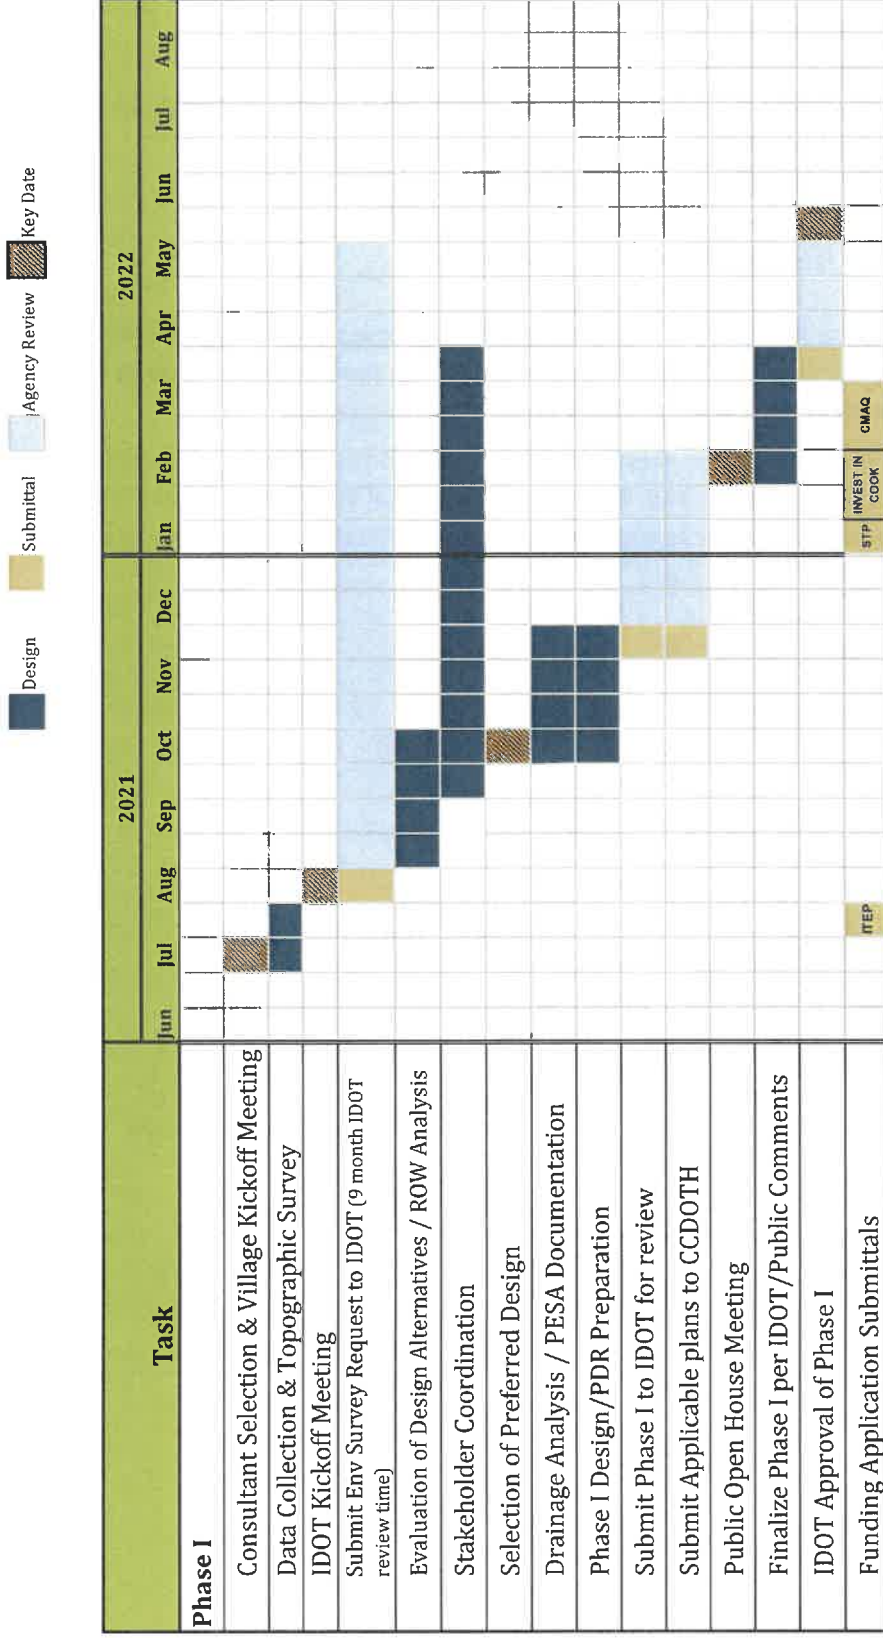 Design
Submittal
Agency Review
Key Date
Task
2021
2022
Jun
Jul
Aug
Sep
Oct
Nov
Dec
Jan
Feb
Mar
Apr
May
Jun
Jul
Aug
Phase I
Consultant Selection & Village Kickoff Meeting
Data Collection & Topographic Survey
IDOT Kickoff Meeting
Submit Env Survey Request to IDOT (9 month IDOT
review time)
Evaluation of Design Alternatives / ROW Analysis
Stakeholder Coordination
Selection of Preferred Design
Drainage Analysis / PESA Documentation
Phase I Design/PDR Preparation
Submit Phase I to IDOT for review
Submit Applicable plans to CCDOTH
Public Open House Meeting
Finalize Phase I per IDOT/Public Comments
IDOT Approval of Phase I
Funding Application Submittals
ITEP
STP
INVEST IN
COOK
CMAQ